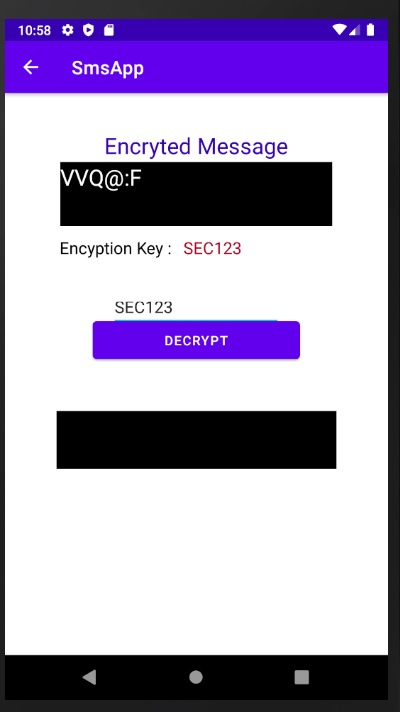 10:58
SmsApp
Encryted Message
VVQ@:F
Encyption Key : SEC123
SEC123
DECRYPT